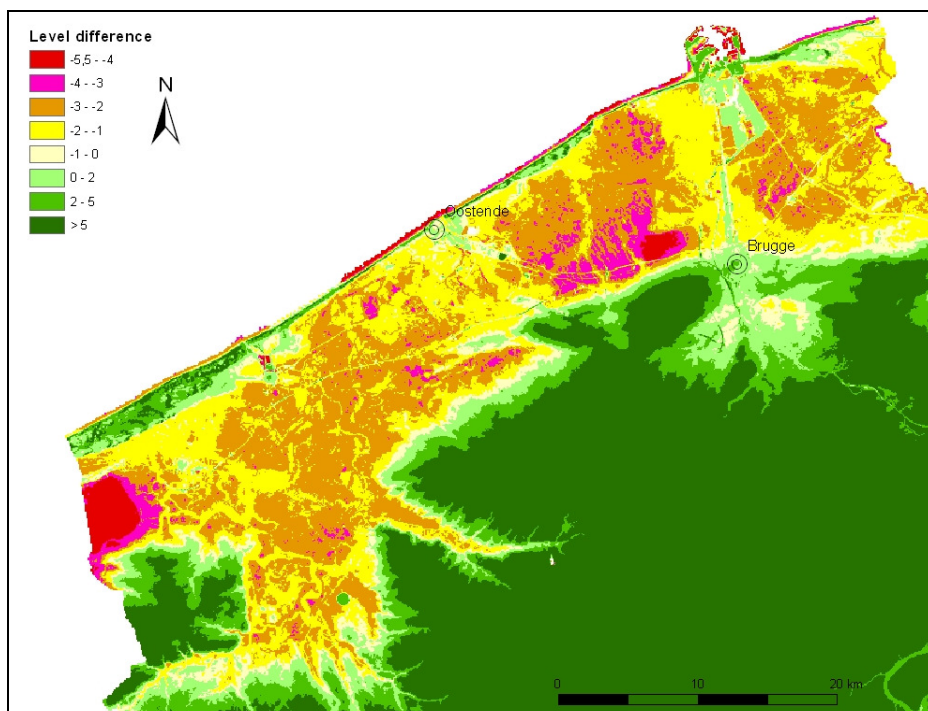 Level difference
-5,5 - -4
-4 - -3
-3 - -2
-2 - -1
-1 - 0
0 - 2
2 - 5
> 5
N
Oostende
Brugge
0 10 20 km